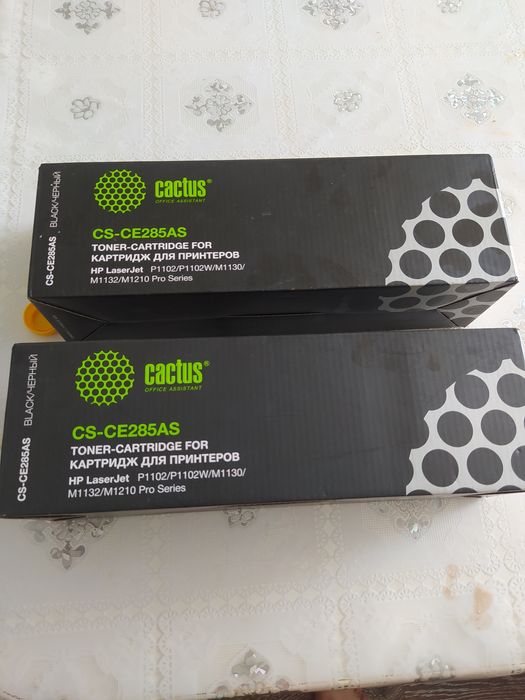 CS-CE285AS BLACK/ЧЕРНЫЙ
cactus®
OFFICE ASSISTANT
CS-CE285AS
TONER-CARTRIDGE FOR
КАРТРИДЖ ДЛЯ ПРИНТЕРОВ
HP LaserJet P1102/P1102W/M1130/
M1132/M1210 Pro Series
CS-CE285AS BLACK/ЧЕРНЫЙ
cactus®
OFFICE ASSISTANT
CS-CE285AS
TONER-CARTRIDGE FOR
КАРТРИДЖ ДЛЯ ПРИНТЕРОВ
HP LaserJet P1102/P1102W/M1130/
M1132/M1210 Pro Series